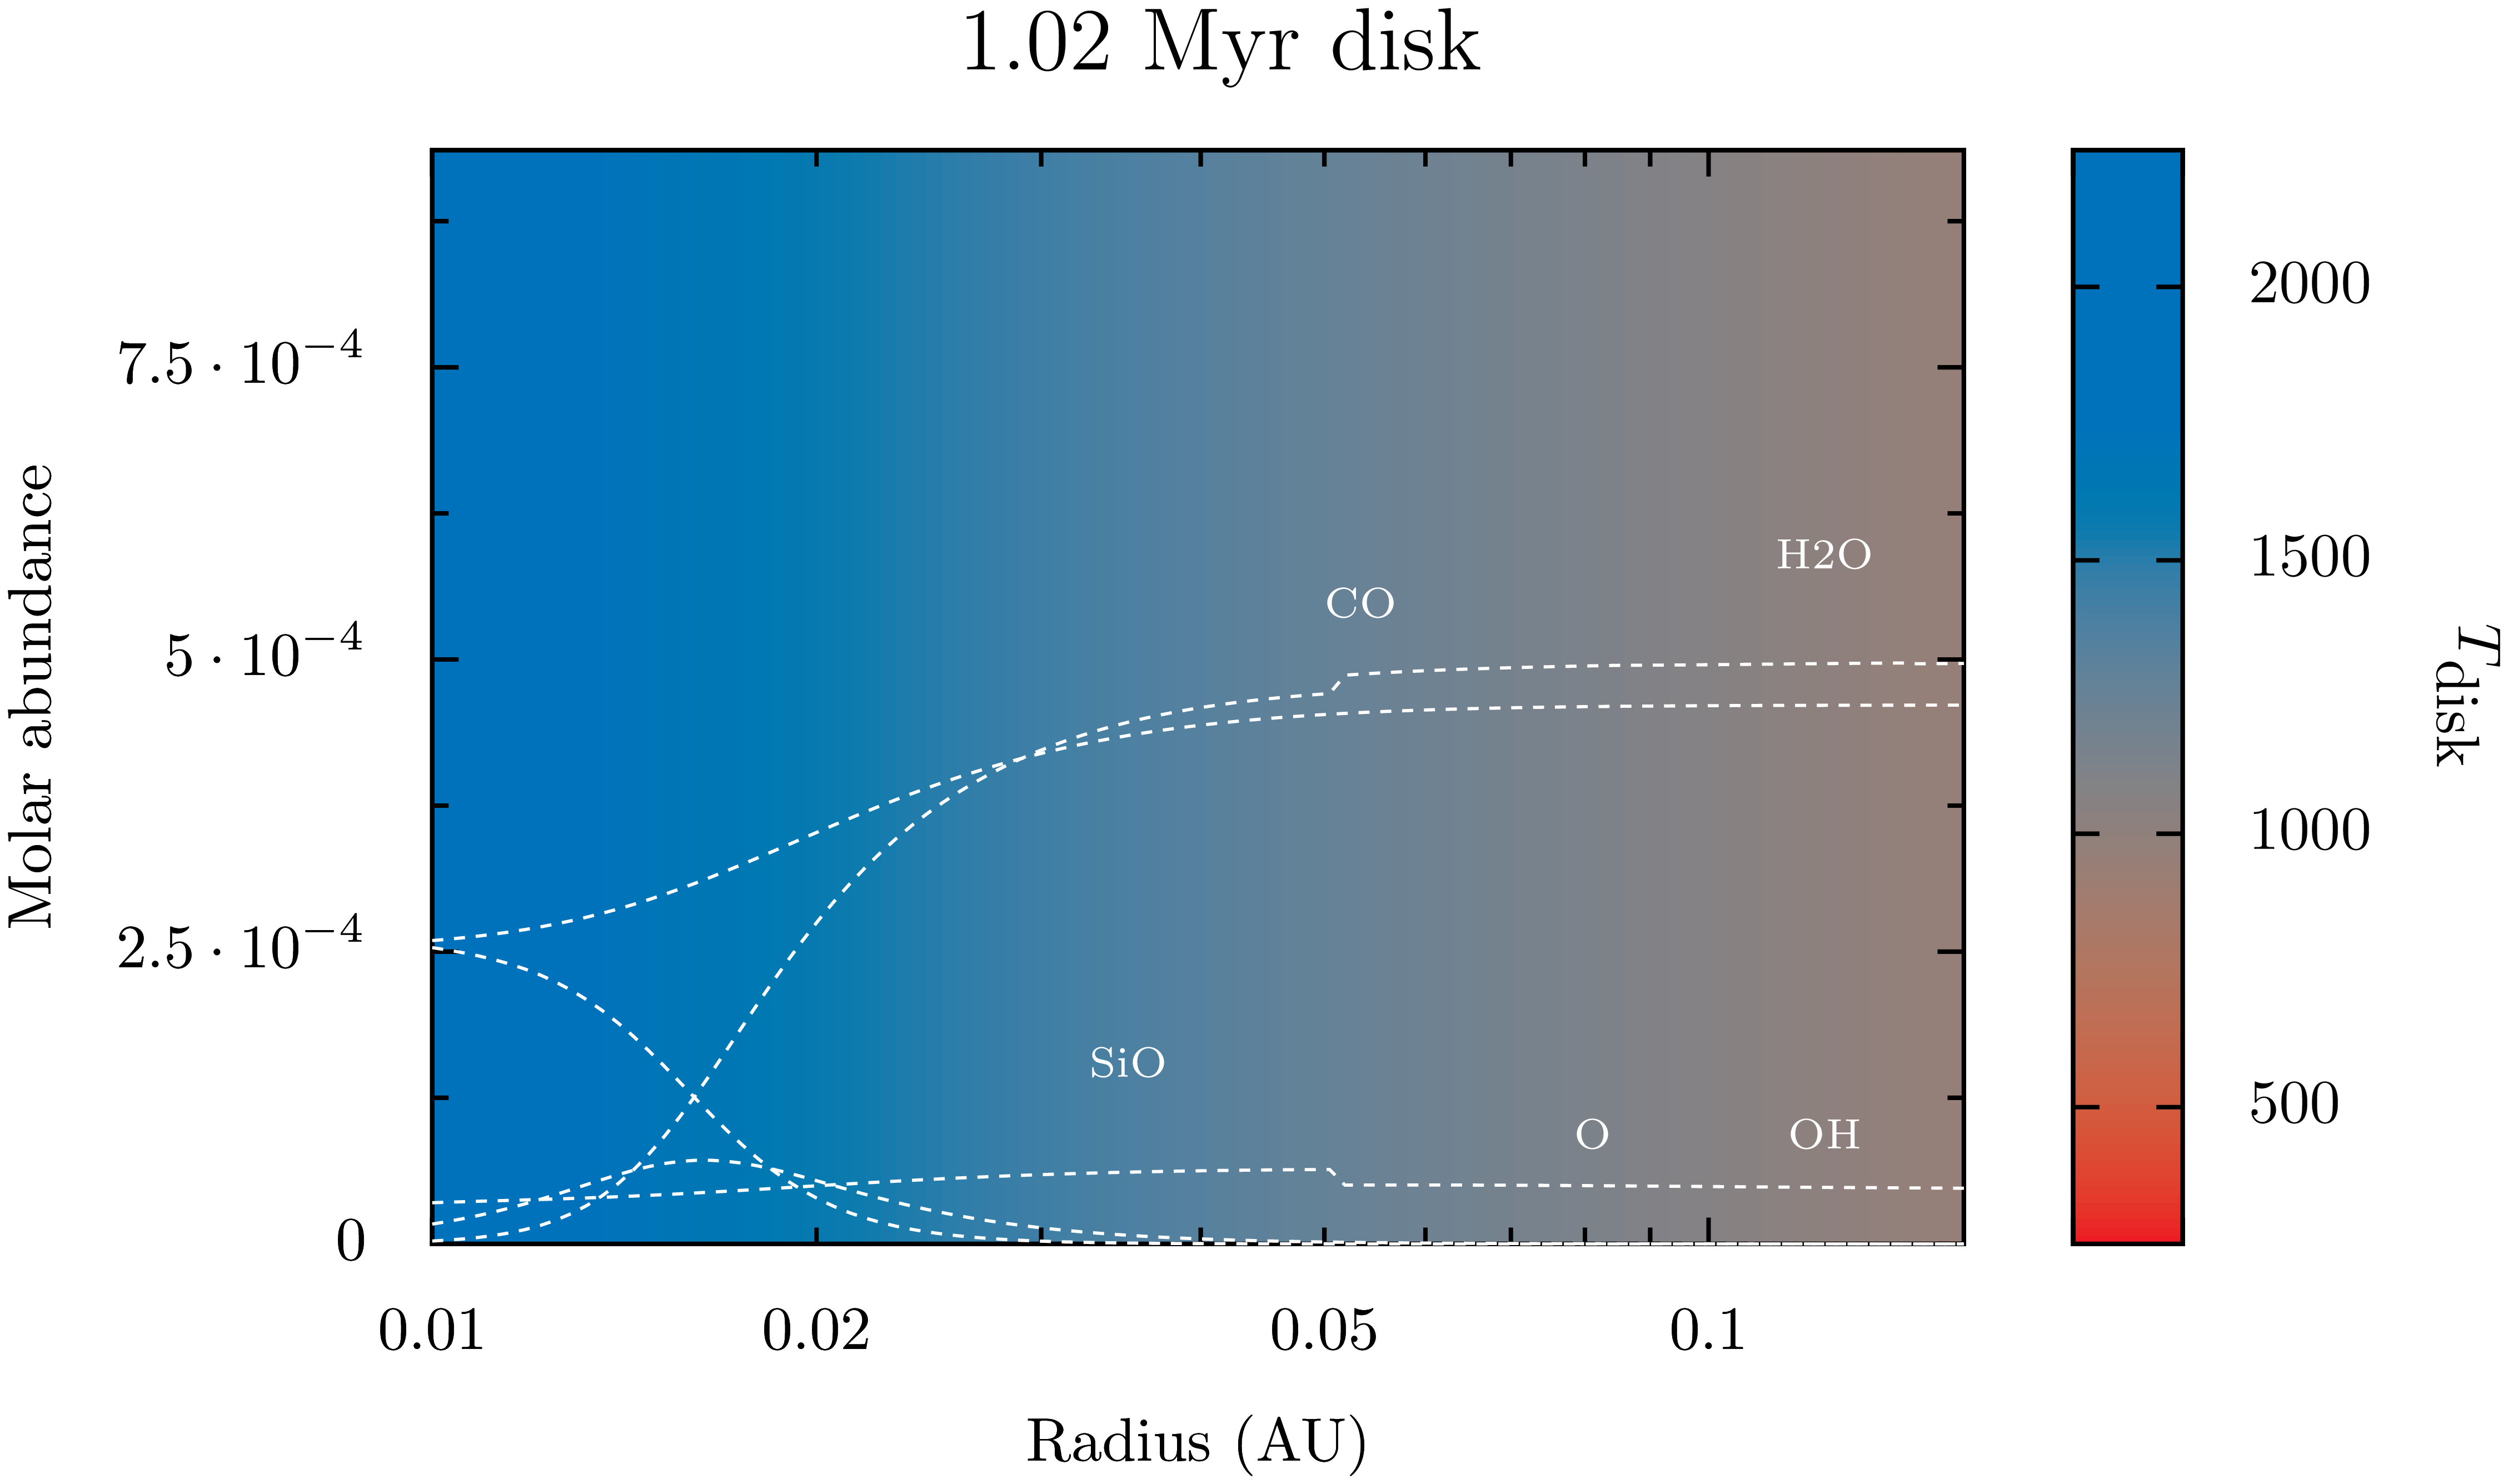 1.02 Myr disk
Molar abundance
7.5 · 10⁻⁴
5 · 10⁻⁴
2.5 · 10⁻⁴
0
H2O
CO
SiO
O
OH
0.01
0.02
0.05
0.1
Radius (AU)
2000
1500
1000
500
T_disk